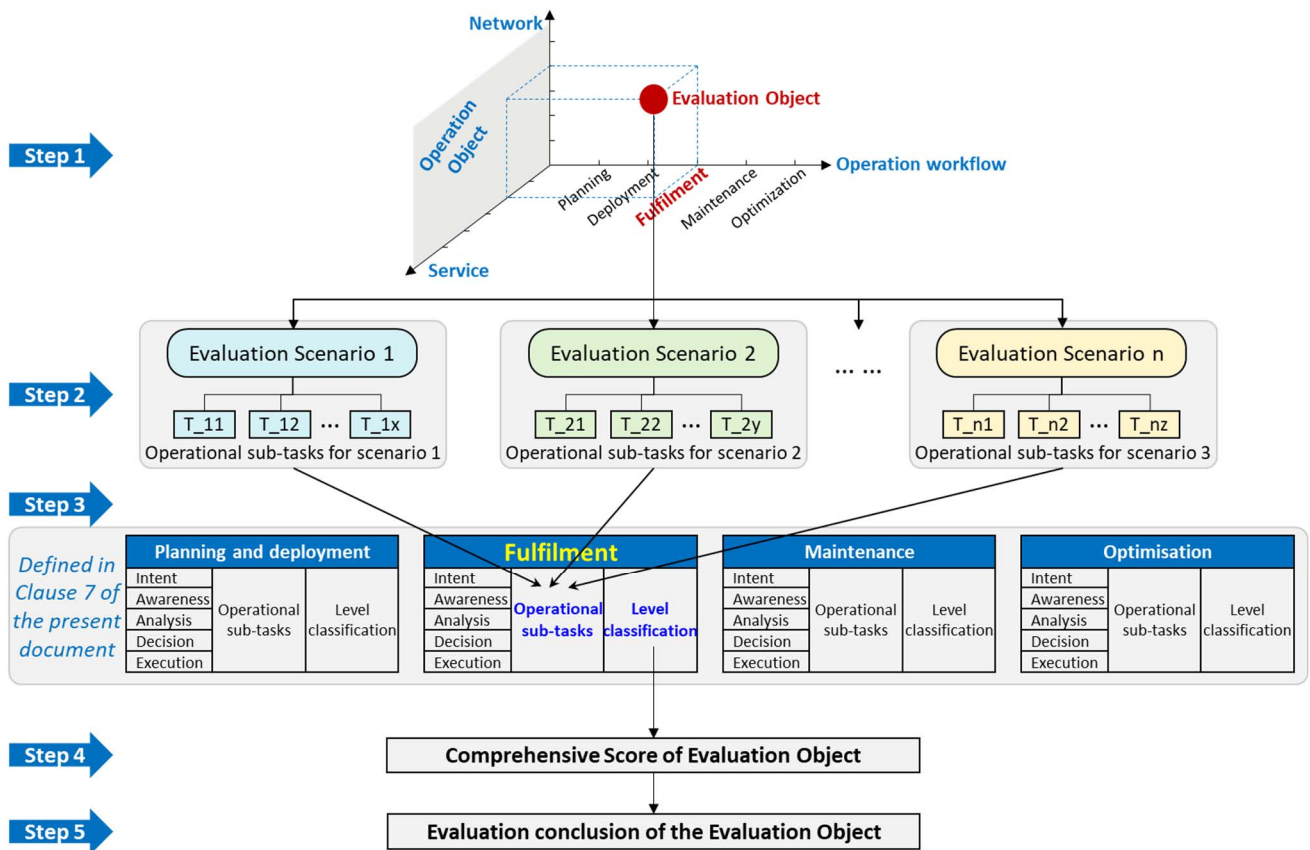 Network
Evaluation Object
Operation
Object
Step 1
Operation workflow
Planning
Deployment
Fulfilment
Maintenance
Optimization
Service
Step 2
Evaluation Scenario 1
T_11 T_12 ... T_1x
Operational sub-tasks for scenario 1
Evaluation Scenario 2
T_21 T_22 ... T_2y
Operational sub-tasks for scenario 2
... ...
Evaluation Scenario n
T_n1 T_n2 ... T_nz
Operational sub-tasks for scenario 3
Step 3
Defined in
Clause 7 of
the present
document
Planning and deployment
Intent
Awareness
Analysis
Decision
Execution
Operational
sub-tasks
Level
classification
Fulfilment
Intent
Awareness
Analysis
Decision
Execution
Operational
sub-tasks
Level
classification
Maintenance
Intent
Awareness
Analysis
Decision
Execution
Operational
sub-tasks
Level
classification
Optimisation
Intent
Awareness
Analysis
Decision
Execution
Operational
sub-tasks
Level
classification
Step 4
Comprehensive Score of Evaluation Object
Step 5
Evaluation conclusion of the Evaluation Object